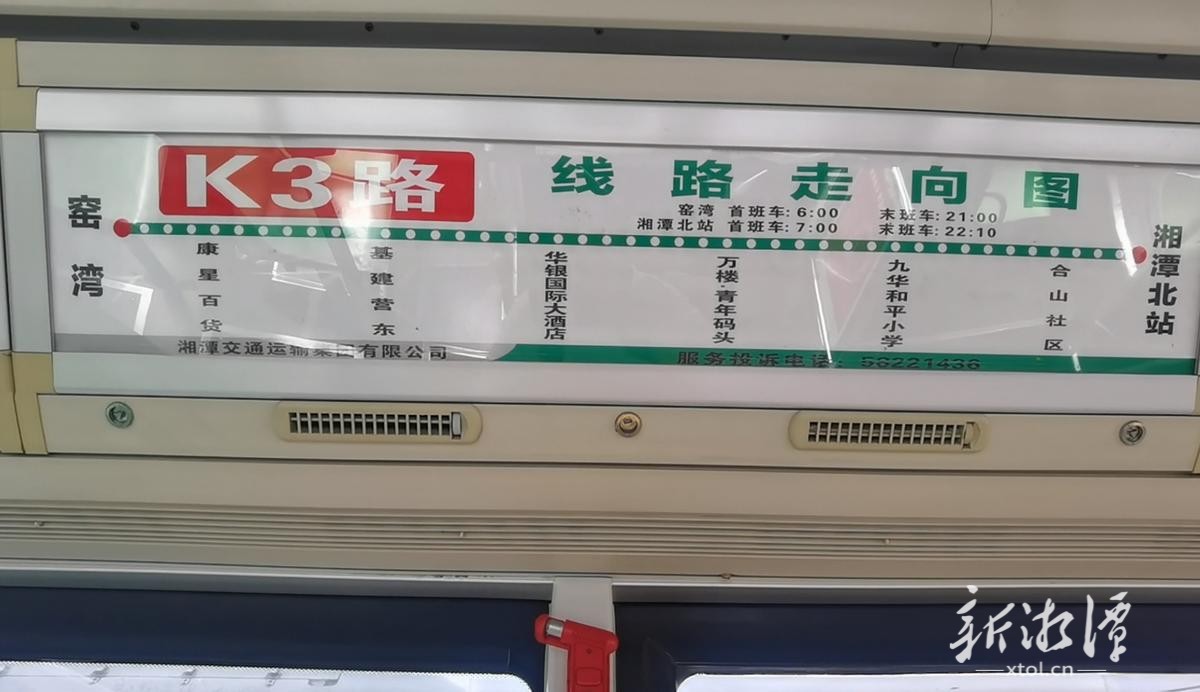 K3路
线路走向图
窑湾 首班车:6:00 末班车:21:00
湘潭北站 首班车:7:00 末班车:22:10
窑湾
康星百货
基建营东
华银国际大酒店
万楼·青年码头
九华和平小学
合山社区
湘潭北站
湘潭交通运输集团有限公司
服务投诉电话:58221436
新湘潭
xtol.cn